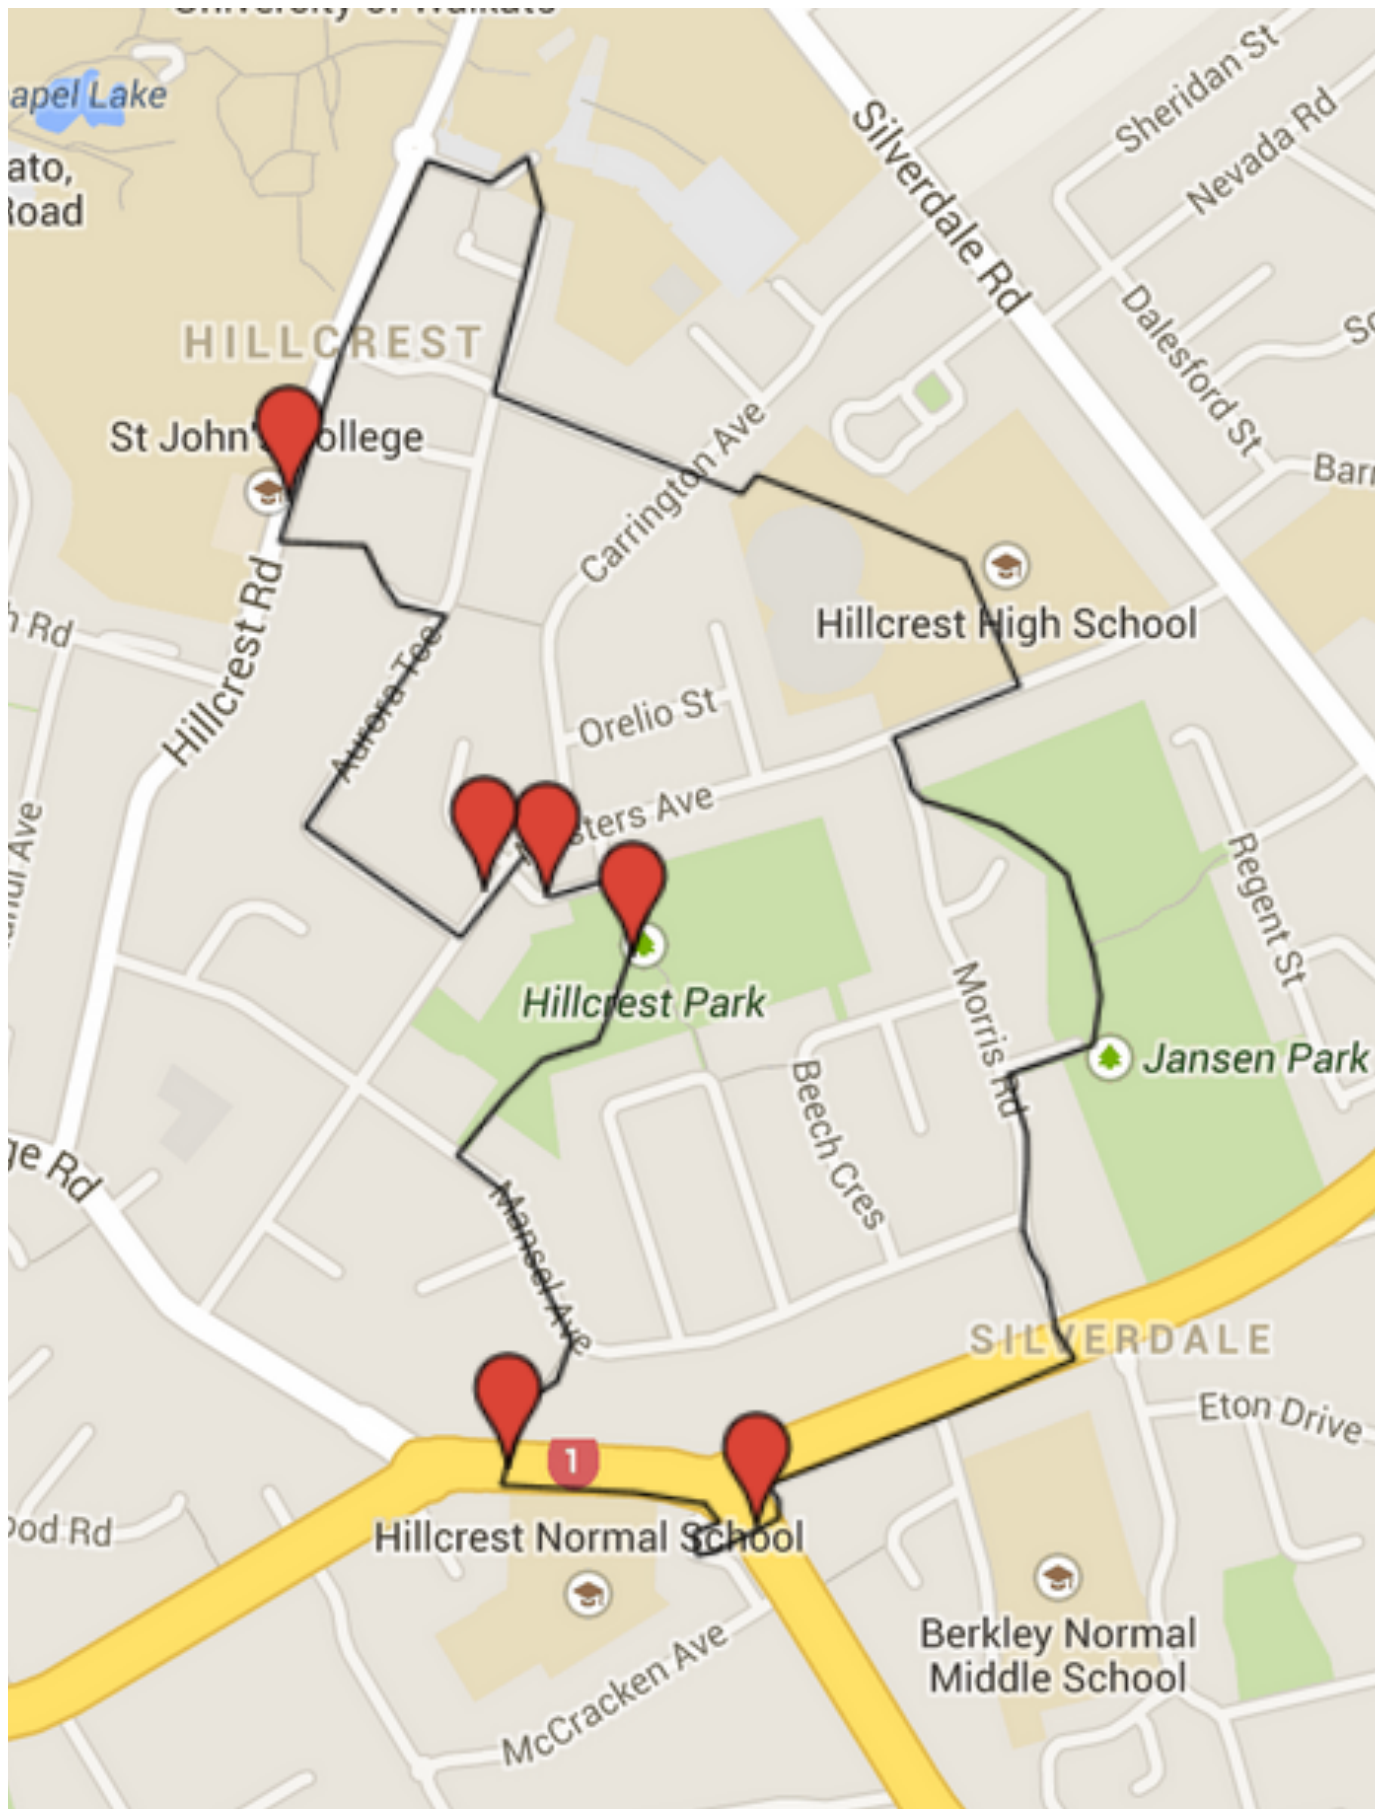 apel Lake
ato,
Road
Sheridan St
Nevada Rd
Silverdale Rd
Dalesford St
HILLCREST
St John's College
Carrington Ave
Barr
Hillcrest Rd
h Rd
Hillcrest High School
Aurora Tce
Orelio St
sters Ave
Regent St
Hillcrest Park
Morris Rd
Jansen Park
Beech Cres
ge Rd
Mansel Ave
SILVERDALE
Eton Drive
1
ood Rd
Hillcrest Normal School
Berkley Normal
Middle School
McCracken Ave